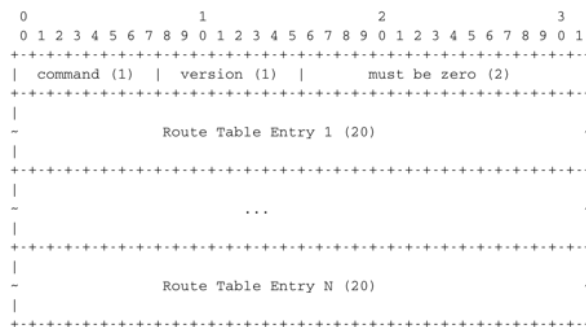 0 1 2 3
0 1 2 3 4 5 6 7 8 9 0 1 2 3 4 5 6 7 8 9 0 1 2 3 4 5 6 7 8 9 0 1
+-+-+-+-+-+-+-+-+-+-+-+-+-+-+-+-+-+-+-+-+-+-+-+-+-+-+-+-+-+-+-+-
| command (1) | version (1) | must be zero (2)
+-+-+-+-+-+-+-+-+-+-+-+-+-+-+-+-+-+-+-+-+-+-+-+-+-+-+-+-+-+-+-+-
|
~ Route Table Entry 1 (20)
|
+-+-+-+-+-+-+-+-+-+-+-+-+-+-+-+-+-+-+-+-+-+-+-+-+-+-+-+-+-+-+-+-
|
~ ...
|
+-+-+-+-+-+-+-+-+-+-+-+-+-+-+-+-+-+-+-+-+-+-+-+-+-+-+-+-+-+-+-+-
|
~ Route Table Entry N (20)
|
+-+-+-+-+-+-+-+-+-+-+-+-+-+-+-+-+-+-+-+-+-+-+-+-+-+-+-+-+-+-+-+-